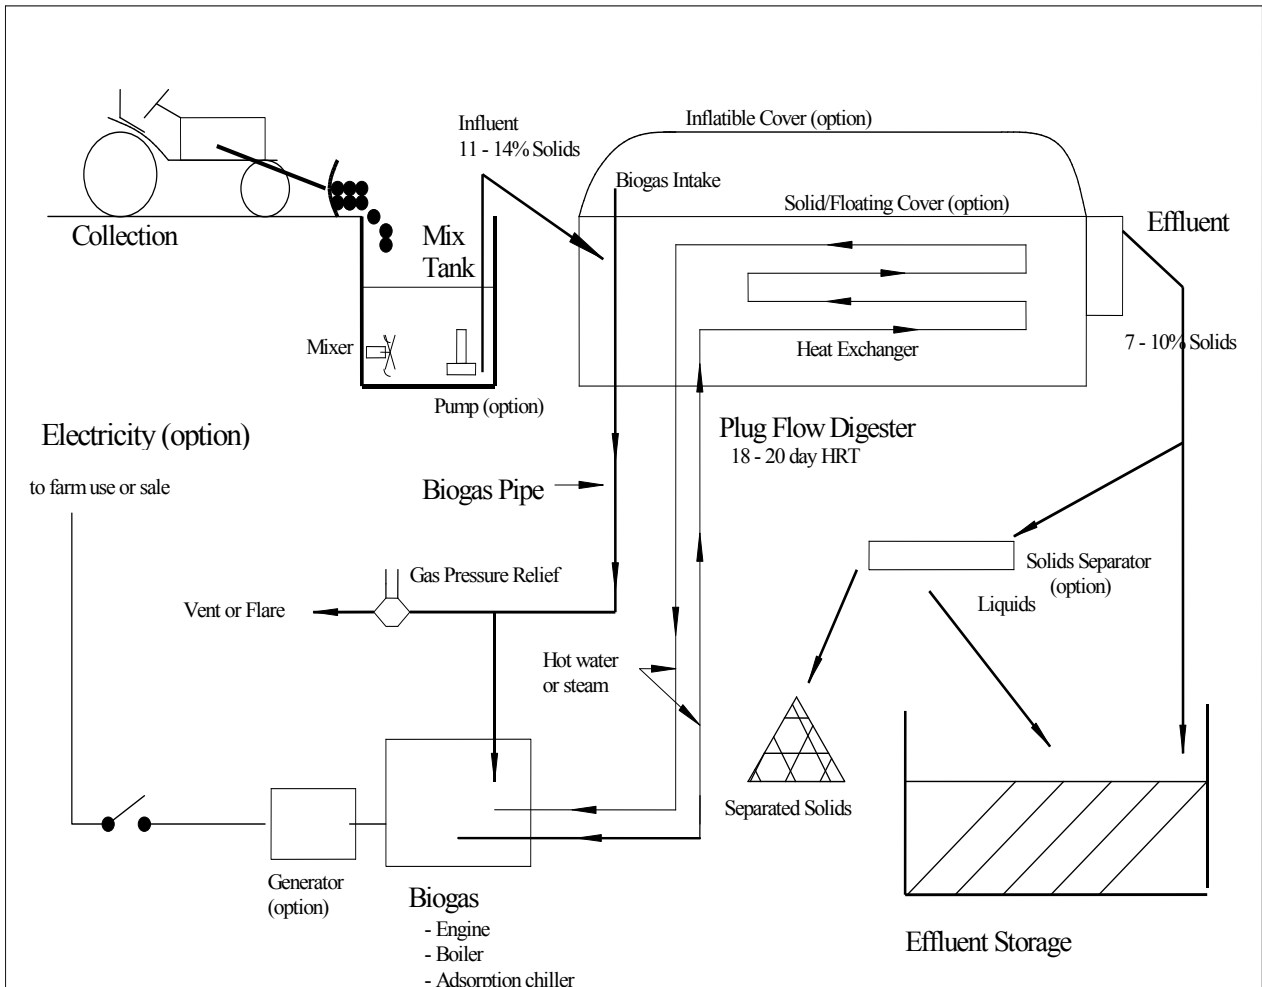 Influent
11 - 14% Solids
Inflatible Cover (option)
Biogas Intake
Solid/Floating Cover (option)
Effluent
Collection
Mix
Tank
Mixer
Heat Exchanger
7 - 10% Solids
Pump (option)
Electricity (option)
Plug Flow Digester
18 - 20 day HRT
to farm use or sale
Biogas Pipe
Gas Pressure Relief
Solids Separator
(option)
Vent or Flare
Liquids
Hot water
or steam
Separated Solids
Generator
(option)
Biogas
- Engine
- Boiler
- Adsorption chiller
Effluent Storage